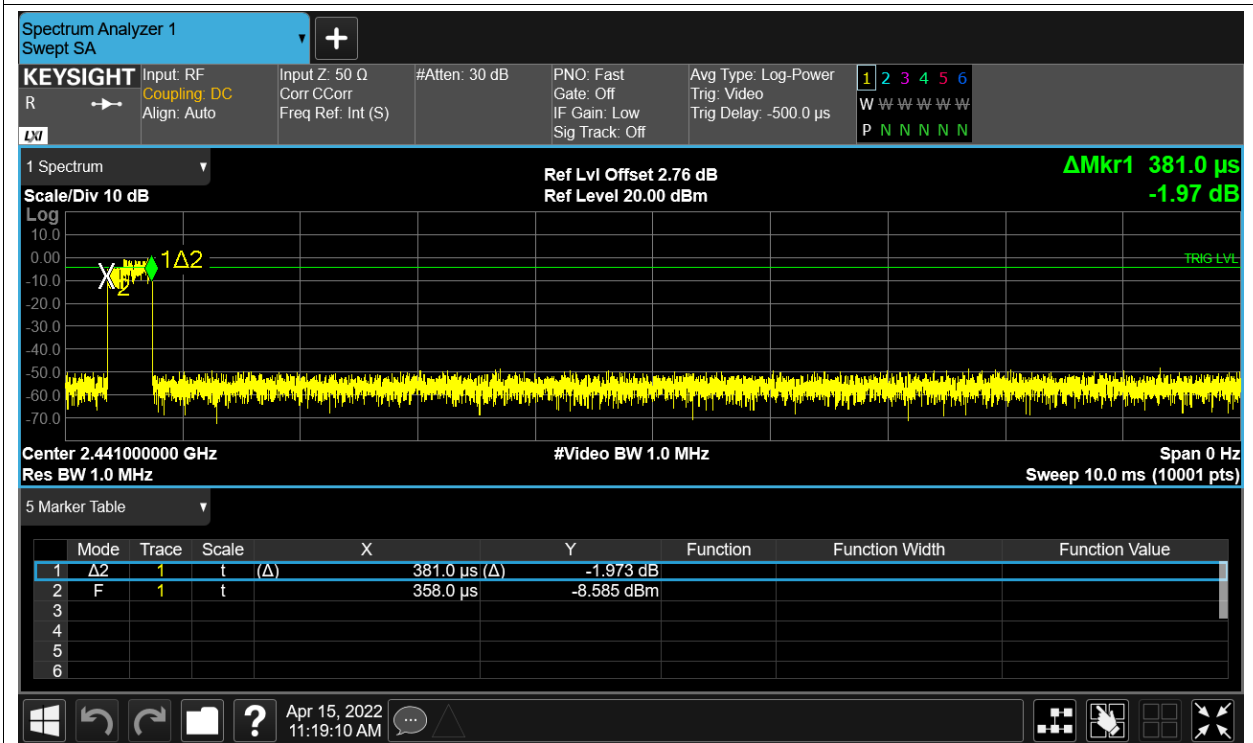 Spectrum Analyzer 1
Swept SA
KEYSIGHT Input: RF Input Z: 50 Ω #Atten: 30 dB PNO: Fast Avg Type: Log-Power 1 2 3 4 5 6
R Coupling: DC Corr CCorr Gate: Off Trig: Video W W W W W W
Align: Auto Freq Ref: Int (S) IF Gain: Low Trig Delay: -500.0 µs
LXI Sig Track: Off P N N N N N
1 Spectrum Ref Lvl Offset 2.76 dB ΔMkr1 381.0 µs
Scale/Div 10 dB Ref Level 20.00 dBm -1.97 dB
Log
10.0
0.00 1Δ2 TRIG LVL
-10.0 X 2
-20.0
-30.0
-40.0
-50.0
-60.0
-70.0
Center 2.441000000 GHz #Video BW 1.0 MHz Span 0 Hz
Res BW 1.0 MHz Sweep 10.0 ms (10001 pts)
5 Marker Table
Mode Trace Scale X Y Function Function Width Function Value
1 Δ2 1 t (Δ) 381.0 µs (Δ) -1.973 dB
2 F 1 t 358.0 µs -8.585 dBm
3
4
5
6
? Apr 15, 2022
11:19:10 AM